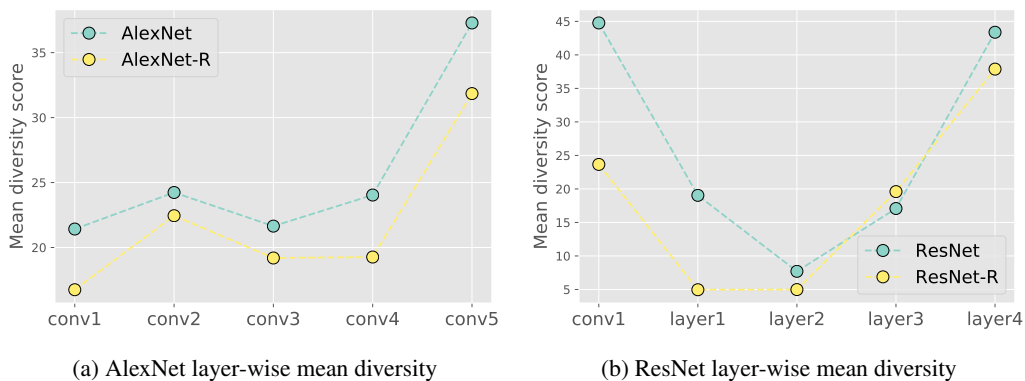 Mean diversity score
35
30
25
20
AlexNet
AlexNet-R
conv1 conv2 conv3 conv4 conv5
(a) AlexNet layer-wise mean diversity
Mean diversity score
45
40
35
30
25
20
15
10
5
ResNet
ResNet-R
conv1 layer1 layer2 layer3 layer4
(b) ResNet layer-wise mean diversity